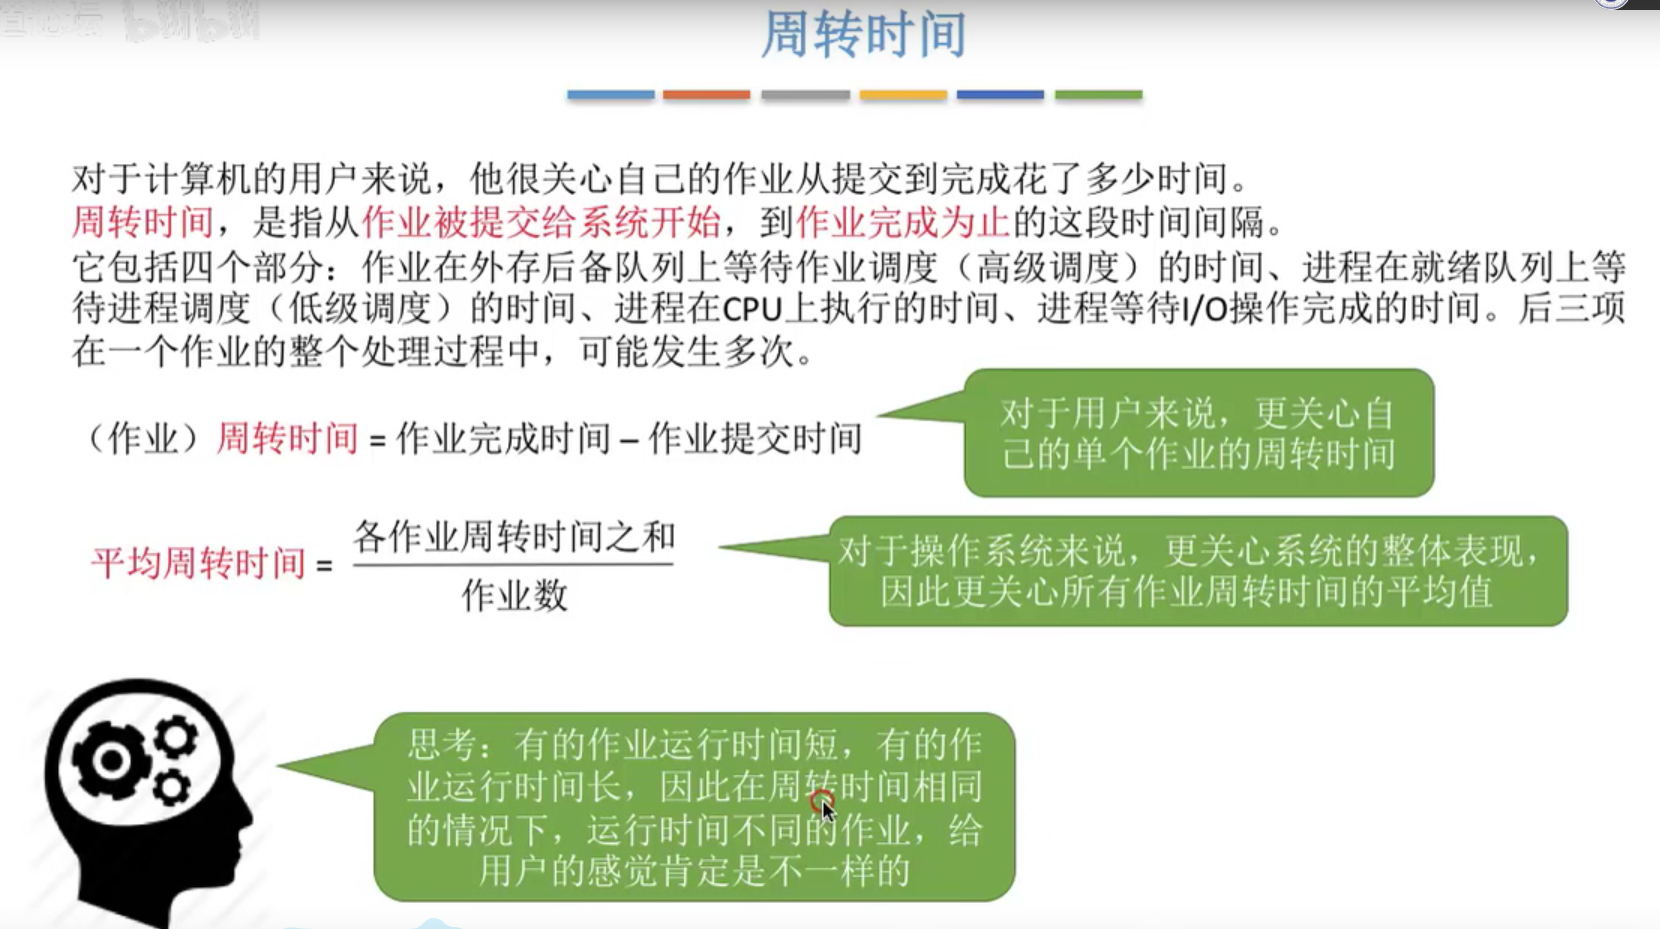 bilibili
周转时间
对于计算机的用户来说，他很关心自己的作业从提交到完成花了多少时间。
周转时间，是指从作业被提交给系统开始，到作业完成为止的这段时间间隔。
它包括四个部分：作业在外存后备队列上等待作业调度（高级调度）的时间、进程在就绪队列上等
待进程调度（低级调度）的时间、进程在CPU上执行的时间、进程等待I/O操作完成的时间。后三项
在一个作业的整个处理过程中，可能发生多次。
（作业）周转时间 = 作业完成时间 – 作业提交时间
对于用户来说，更关心自
己的单个作业的周转时间
平均周转时间 =
各作业周转时间之和
作业数
对于操作系统来说，更关心系统的整体表现，
因此更关心所有作业周转时间的平均值
思考：有的作业运行时间短，有的作
业运行时间长，因此在周转时间相同
的情况下，运行时间不同的作业，给
用户的感觉肯定是不一样的